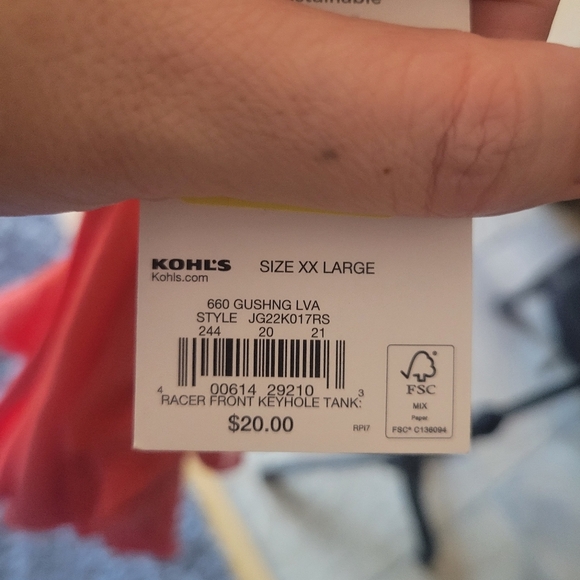 KOHL'S SIZE XX LARGE
Kohls.com
660 GUSHNG LVA
STYLE JG22K017RS
244 20 21
4 00614 29210 3
RACER FRONT KEYHOLE TANK:
$20.00
RPI7
FSC
MIX
Paper
FSC® C138094